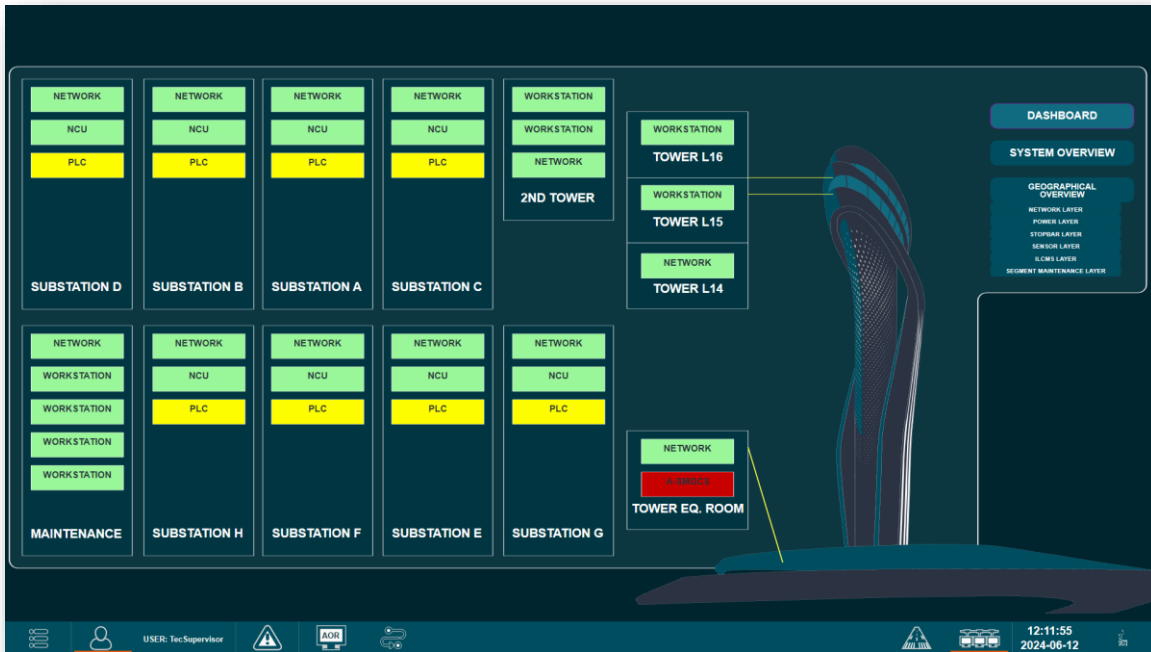 NETWORK
NCU
PLC
SUBSTATION D
NETWORK
NCU
PLC
SUBSTATION B
NETWORK
NCU
PLC
SUBSTATION A
NETWORK
NCU
PLC
SUBSTATION C
WORKSTATION
WORKSTATION
NETWORK
2ND TOWER
WORKSTATION
TOWER L16
WORKSTATION
TOWER L15
NETWORK
TOWER L14
NETWORK
WORKSTATION
WORKSTATION
WORKSTATION
WORKSTATION
MAINTENANCE
NETWORK
NCU
PLC
SUBSTATION H
NETWORK
NCU
PLC
SUBSTATION F
NETWORK
NCU
PLC
SUBSTATION E
NETWORK
NCU
PLC
SUBSTATION G
NETWORK
A-SMGCS
TOWER EQ. ROOM
DASHBOARD
SYSTEM OVERVIEW
GEOGRAPHICAL
OVERVIEW
NETWORK LAYER
POWER LAYER
STOPBAR LAYER
SENSOR LAYER
ILCMS LAYER
SEGMENT MAINTENANCE LAYER
USER: TecSupervisor
AOR
12:11:55
2024-06-12